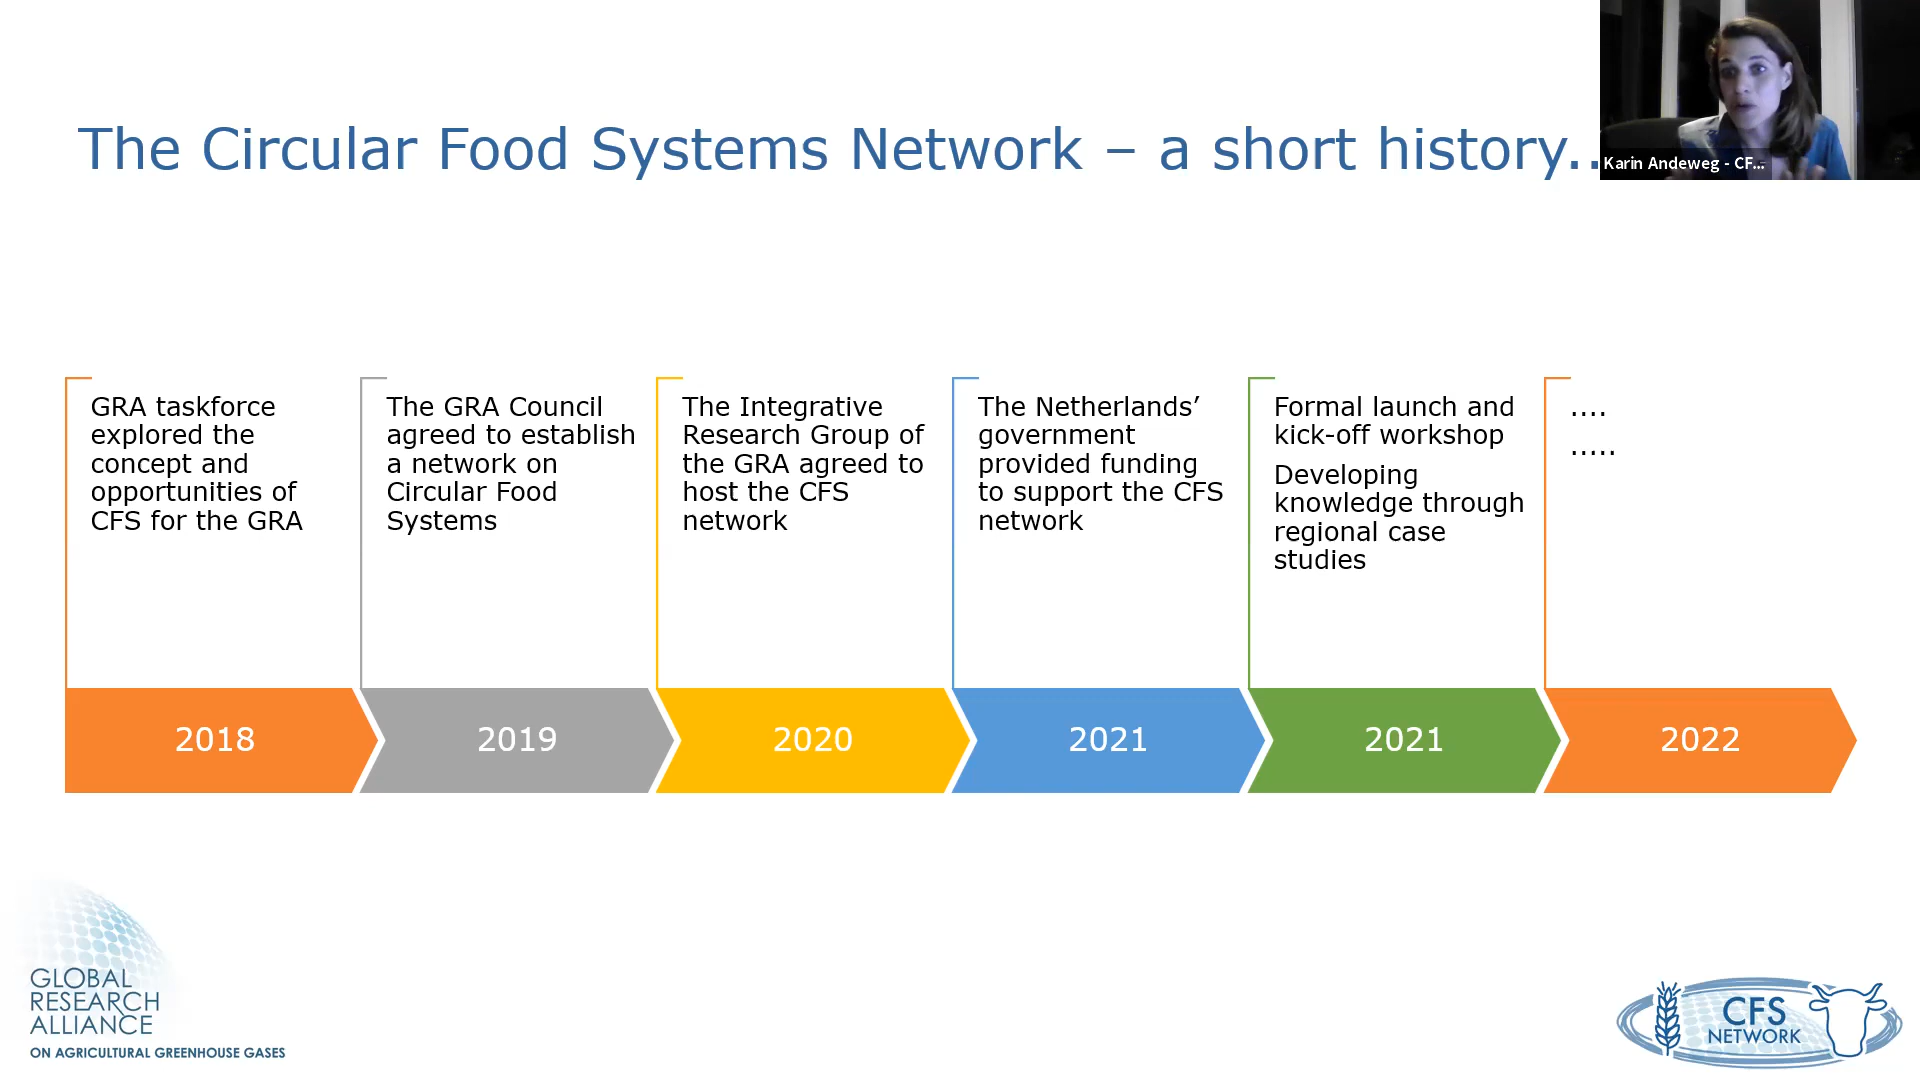 The Circular Food Systems Network – a short history..
Karin Andeweg - CF...
GRA taskforce
explored the
concept and
opportunities of
CFS for the GRA
The GRA Council
agreed to establish
a network on
Circular Food
Systems
The Integrative
Research Group of
the GRA agreed to
host the CFS
network
The Netherlands’
government
provided funding
to support the CFS
network
Formal launch and
kick-off workshop
Developing
knowledge through
regional case
studies
....
.....
2018
2019
2020
2021
2021
2022
GLOBAL
RESEARCH
ALLIANCE
ON AGRICULTURAL GREENHOUSE GASES
CFS
NETWORK